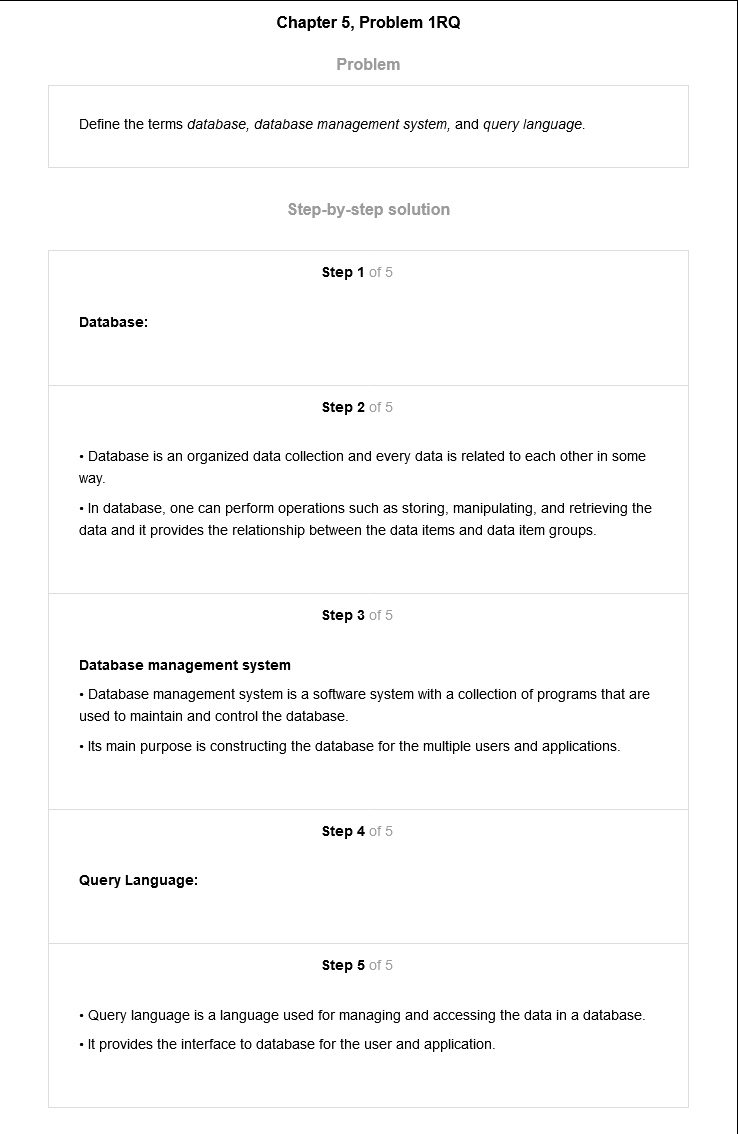 Chapter 5, Problem 1RQ
Problem
Define the terms database, database management system, and query language.
Step-by-step solution
Step 1 of 5
Database:
Step 2 of 5
• Database is an organized data collection and every data is related to each other in some
way.
• In database, one can perform operations such as storing, manipulating, and retrieving the
data and it provides the relationship between the data items and data item groups.
Step 3 of 5
Database management system
• Database management system is a software system with a collection of programs that are
used to maintain and control the database.
• Its main purpose is constructing the database for the multiple users and applications.
Step 4 of 5
Query Language:
Step 5 of 5
• Query language is a language used for managing and accessing the data in a database.
• It provides the interface to database for the user and application.